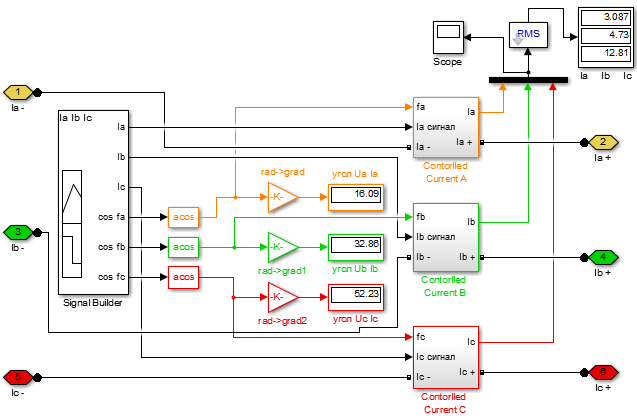 3.087
4.73
12.81
RMS
Scope
Ia Ib Ic
1
Ia -
Ia Ib Ic
Ia
Ib
Ic
cos fa
cos fb
cos fc
Signal Builder
acos
acos
acos
rad->grad
-K-
угол Ua Ia
16.09
-K-
rad->grad1
32.86
угол Ub Ib
-K-
rad->grad2
52.23
угол Uc Ic
fa
Ia
Ia сигнал
Ia -
Ia +
Contorlled
Current A
2
Ia +
3
Ib -
fb
Ib
Ib сигнал
Ib -
Ib +
Contorlled
Current B
4
Ib +
5
Ic -
fc
Ic
Ic сигнал
Ic -
Ic +
Contorlled
Current C
6
Ic +